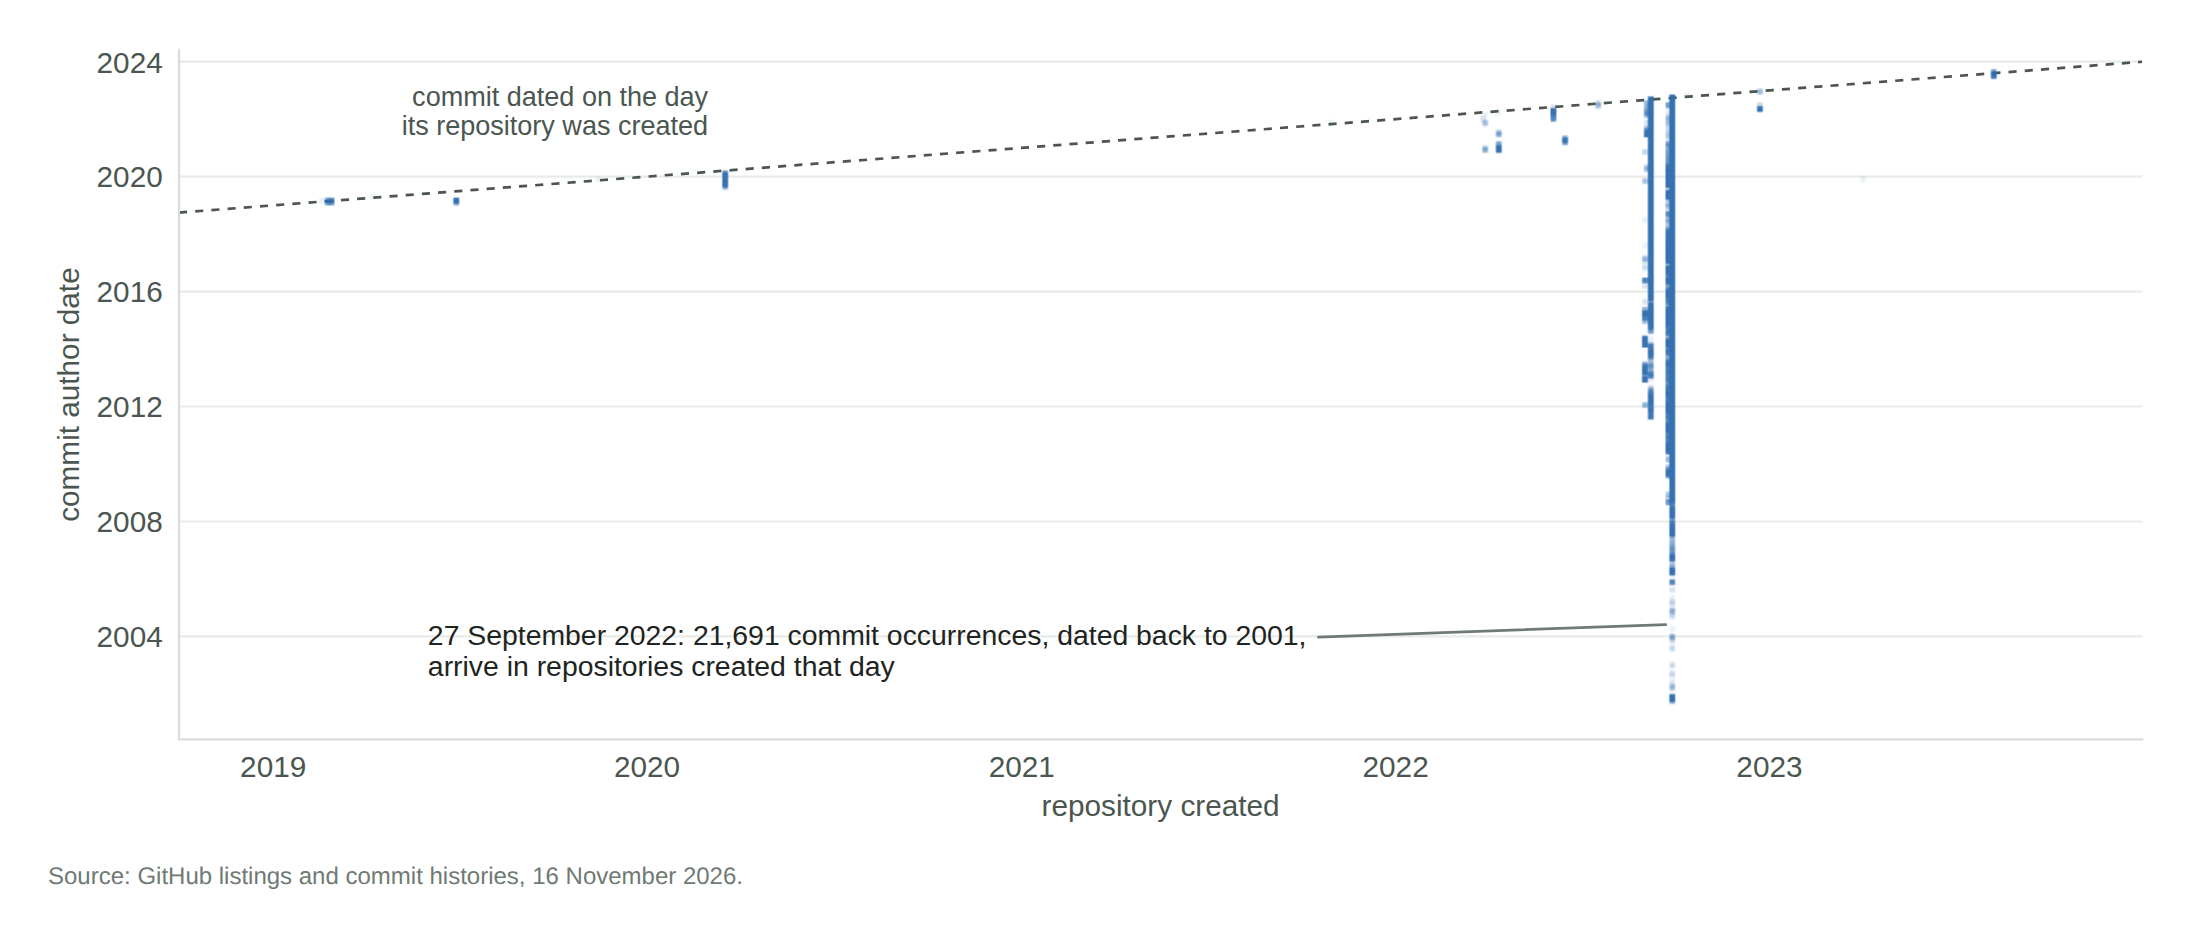 2024
commit dated on the day
its repository was created
2020
2016
commit author date
2012
2008
2004
27 September 2022: 21,691 commit occurrences, dated back to 2001,
arrive in repositories created that day
2019 2020 2021 2022 2023
repository created
Source: GitHub listings and commit histories, 16 November 2026.